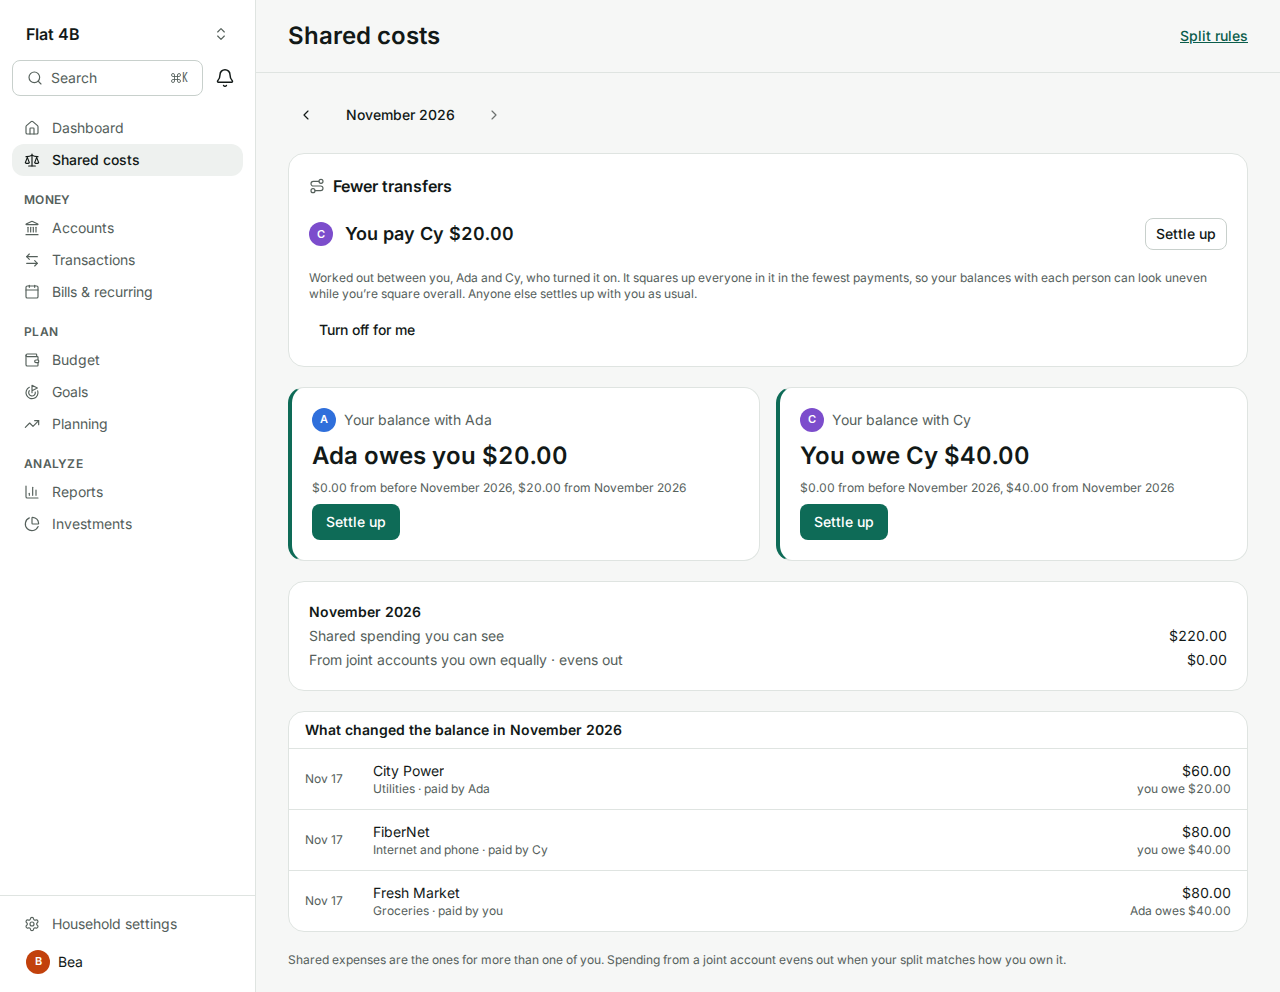 Flat 4B
Search ⌘K
Dashboard
Shared costs
MONEY
Accounts
Transactions
Bills & recurring
PLAN
Budget
Goals
Planning
ANALYZE
Reports
Investments
Household settings
B Bea
Shared costs
Split rules
November 2026
Fewer transfers
C You pay Cy $20.00
Settle up
Worked out between you, Ada and Cy, who turned it on. It squares up everyone in it in the fewest payments, so your balances with each person can look uneven
while you're square overall. Anyone else settles up with you as usual.
Turn off for me
A Your balance with Ada
Ada owes you $20.00
$0.00 from before November 2026, $20.00 from November 2026
Settle up
C Your balance with Cy
You owe Cy $40.00
$0.00 from before November 2026, $40.00 from November 2026
Settle up
November 2026
Shared spending you can see $220.00
From joint accounts you own equally · evens out $0.00
What changed the balance in November 2026
Nov 17 City Power $60.00
Utilities · paid by Ada you owe $20.00
Nov 17 FiberNet $80.00
Internet and phone · paid by Cy you owe $40.00
Nov 17 Fresh Market $80.00
Groceries · paid by you Ada owes $40.00
Shared expenses are the ones for more than one of you. Spending from a joint account evens out when your split matches how you own it.